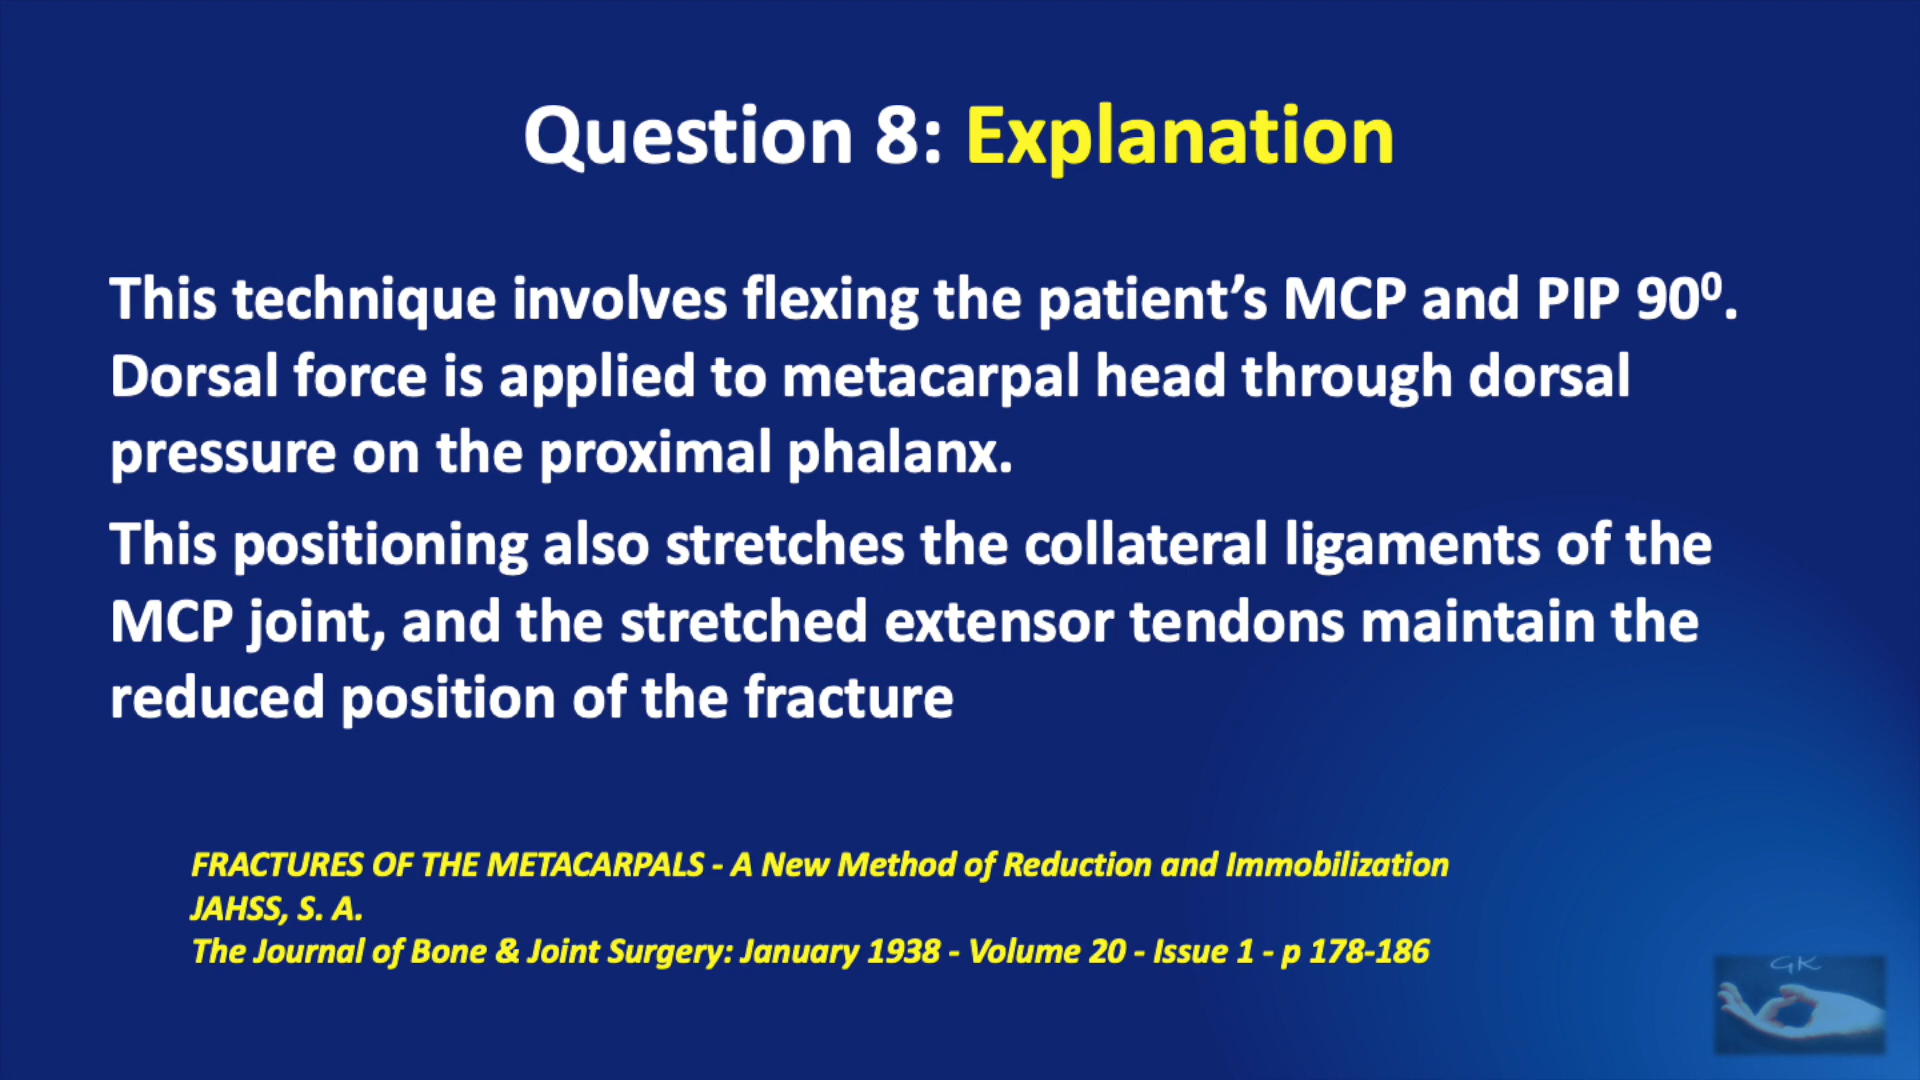 Question 8: Explanation
This technique involves flexing the patient’s MCP and PIP 90⁰.
Dorsal force is applied to metacarpal head through dorsal
pressure on the proximal phalanx.
This positioning also stretches the collateral ligaments of the
MCP joint, and the stretched extensor tendons maintain the
reduced position of the fracture
FRACTURES OF THE METACARPALS - A New Method of Reduction and Immobilization
JAHSS, S. A.
The Journal of Bone & Joint Surgery: January 1938 - Volume 20 - Issue 1 - p 178-186
GK